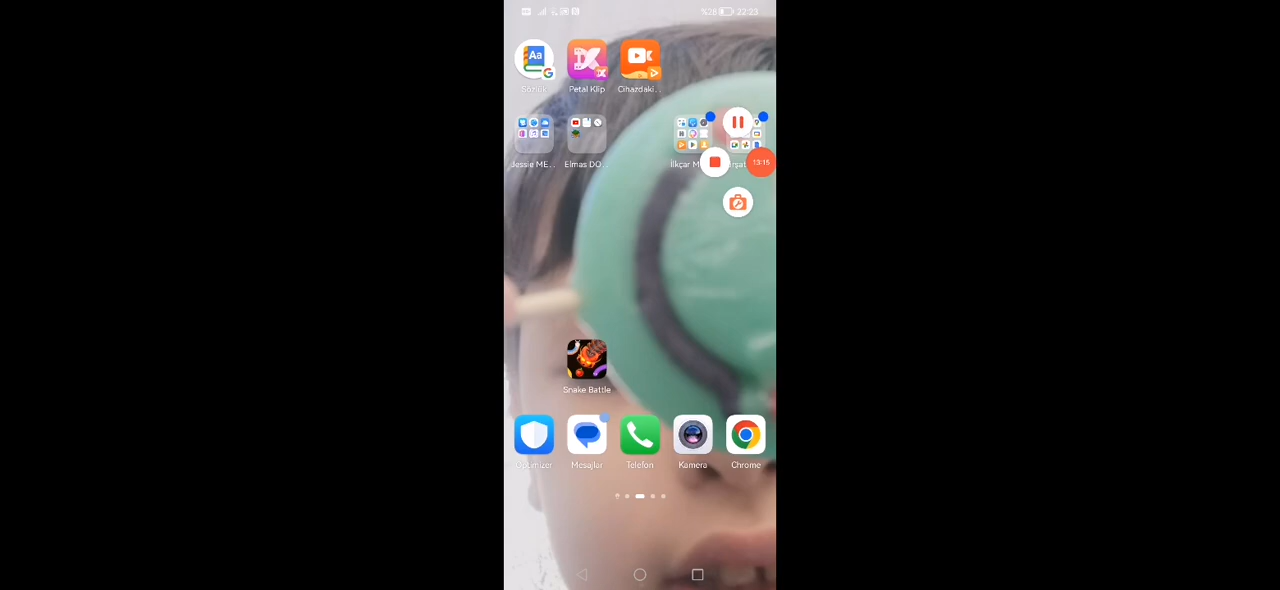 %26 22:23
Aa
Sözlük Petal Klip Cihazdaki..
Jessie ME.. Elmas DO.. İlkçar M
13:15
Snake Battle
Optimizer Mesajlar Telefon Kamera Chrome